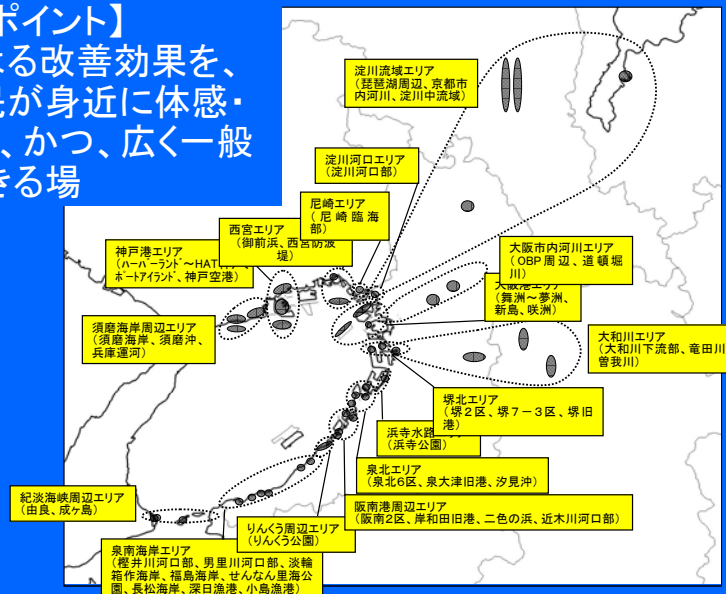 ポイント】
る改善効果を、
が身近に体感・
、かつ、広く一般
きる場
淀川流域エリア
（琵琶湖周辺、京都市
内河川、淀川中流域）
淀川河口エリア
（淀川河口部）
尼崎エリア
（尼崎臨海
部）
西宮エリア
（御前浜、西宮防波
堤）
神戸港エリア
（ハーバーランド～HAT
ポートアイランド、神戸空港）
須磨海岸周辺エリア
（須磨海岸、須磨沖、
兵庫運河）
大阪市内河川エリア
（OBP周辺、道頓堀
川）
大阪港エリア
（舞洲～夢洲、
新島、咲洲）
大和川エリア
（大和川下流部、竜田川
曽我川）
堺北エリア
（堺２区、堺７－３区、堺旧
港）
浜寺水路
（浜寺公園）
泉北エリア
（泉北６区、泉大津旧港、汐見沖）
阪南港周辺エリア
（阪南２区、岸和田旧港、二色の浜、近木川河口部）
りんくう周辺エリア
（りんくう公園）
紀淡海峡周辺エリア
（由良、成ヶ島）
泉南海岸エリア
（樫井川河口部、男里川河口部、淡輪
箱作海岸、福島海岸、せんなん里海公
園、長松海岸、深日漁港、小島漁港）